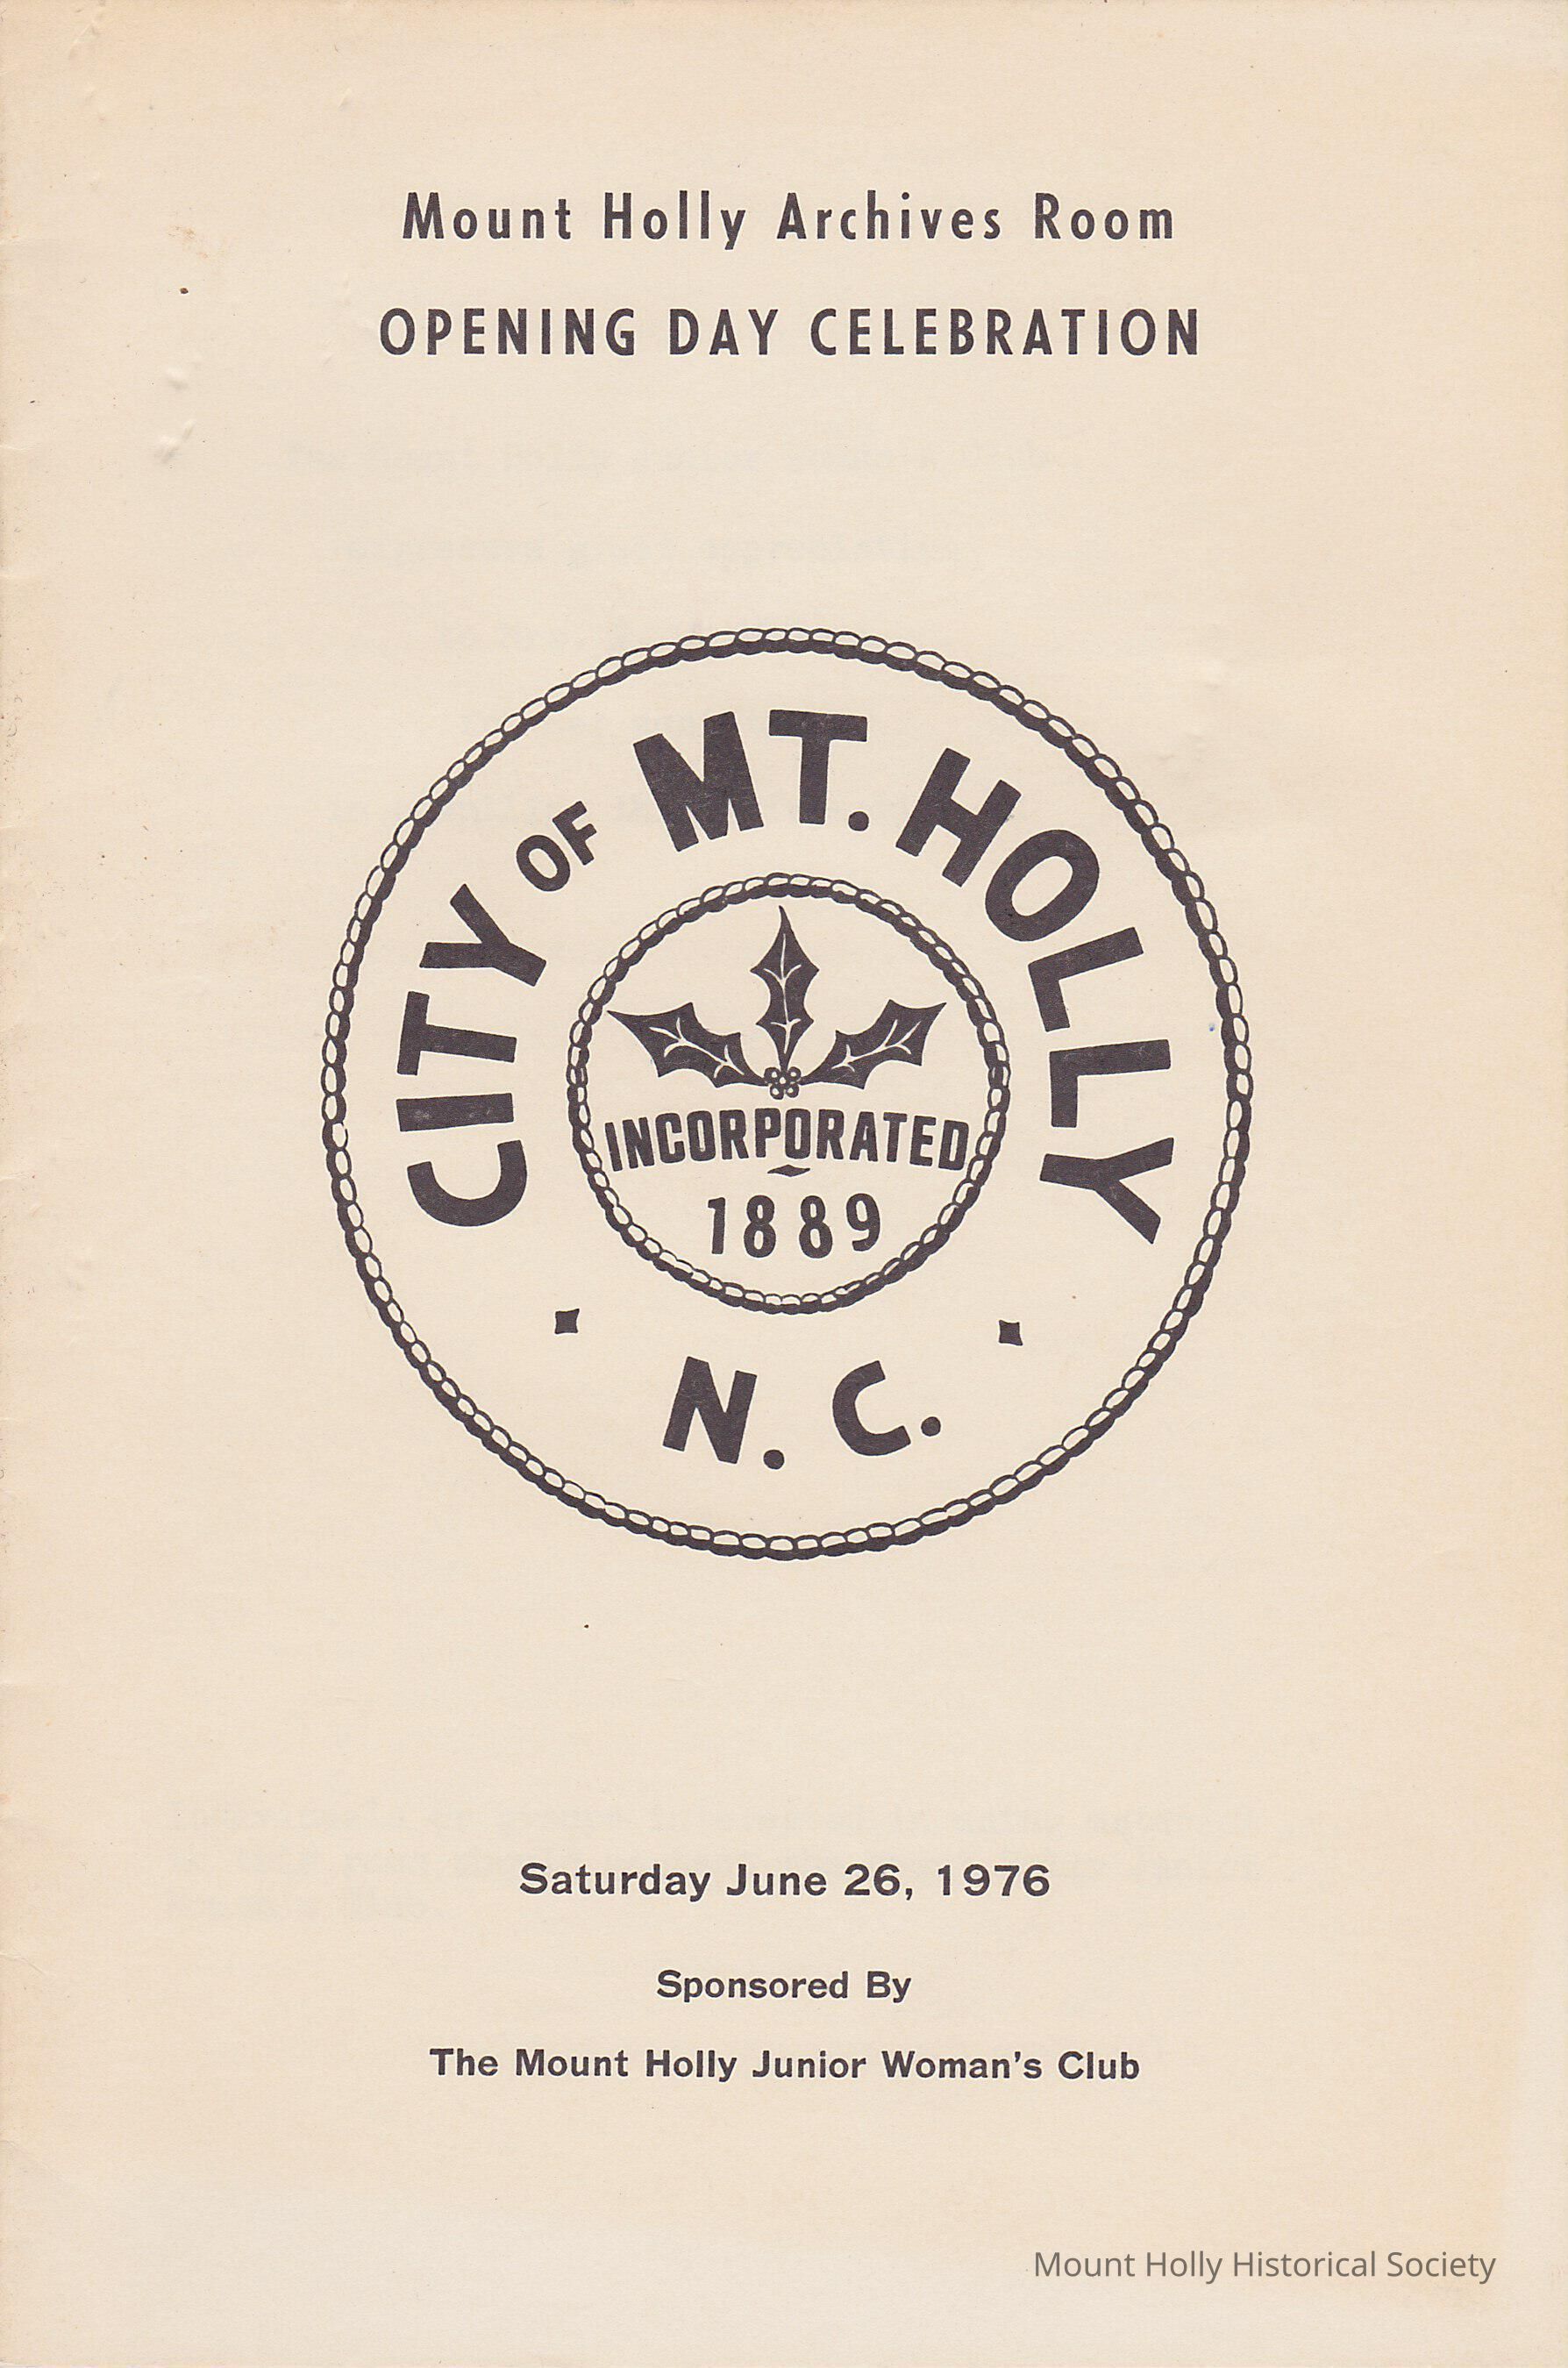 Mount Holly Archives Room
OPENING DAY CELEBRATION
CITY OF MT. HOLLY
INCORPORATED
1889
N. C.
Saturday June 26, 1976
Sponsored By
The Mount Holly Junior Woman's Club
Mount Holly Historical Society